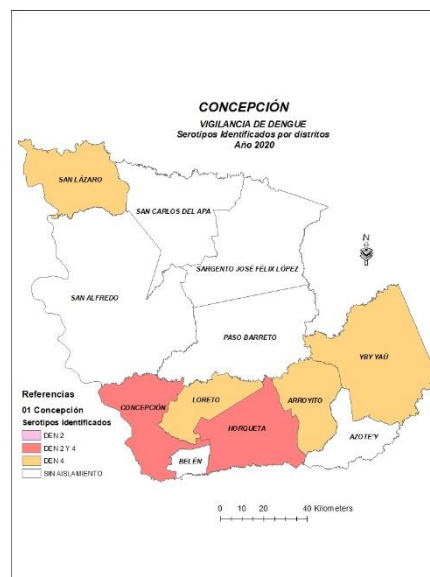 CONCEPCIÓN
VIGILANCIA DE DENGUE
Serotipos Identificados por distritos
Año 2020
SAN LÁZARO
SAN CARLOS DEL APA
N
SARGENTO JOSÉ FÉLIX LÓPEZ
SAN ALFREDO
PASO BARRETO
YBY YAÚ
CONCEPCIÓN
LORETO
ARROYITO
HORQUETA
AZOTE'Y
BELÉN
Referencias
01 Concepción
Serotipos Identificados
DEN 2
DEN 2 Y 4
DEN 4
SIN AISLAMIENTO
0 10 20 40 Kilometers